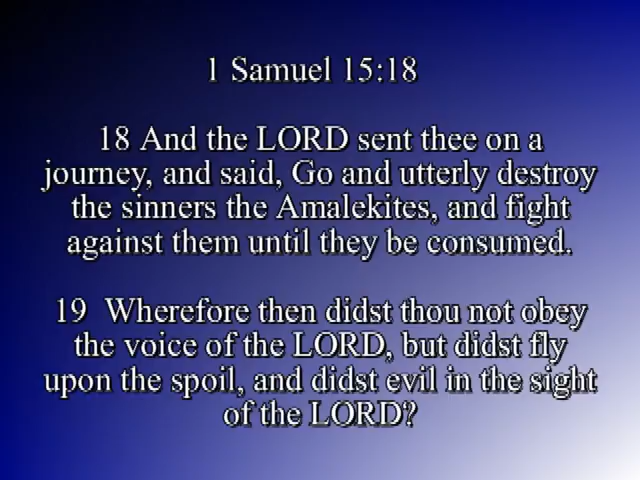 1 Samuel 15:18
18 And the LORD sent thee on a
journey, and said, Go and utterly destroy
the sinners the Amalekites, and fight
against them until they be consumed.
19 Wherefore then didst thou not obey
the voice of the LORD, but didst fly
upon the spoil, and didst evil in the sight
of the LORD?